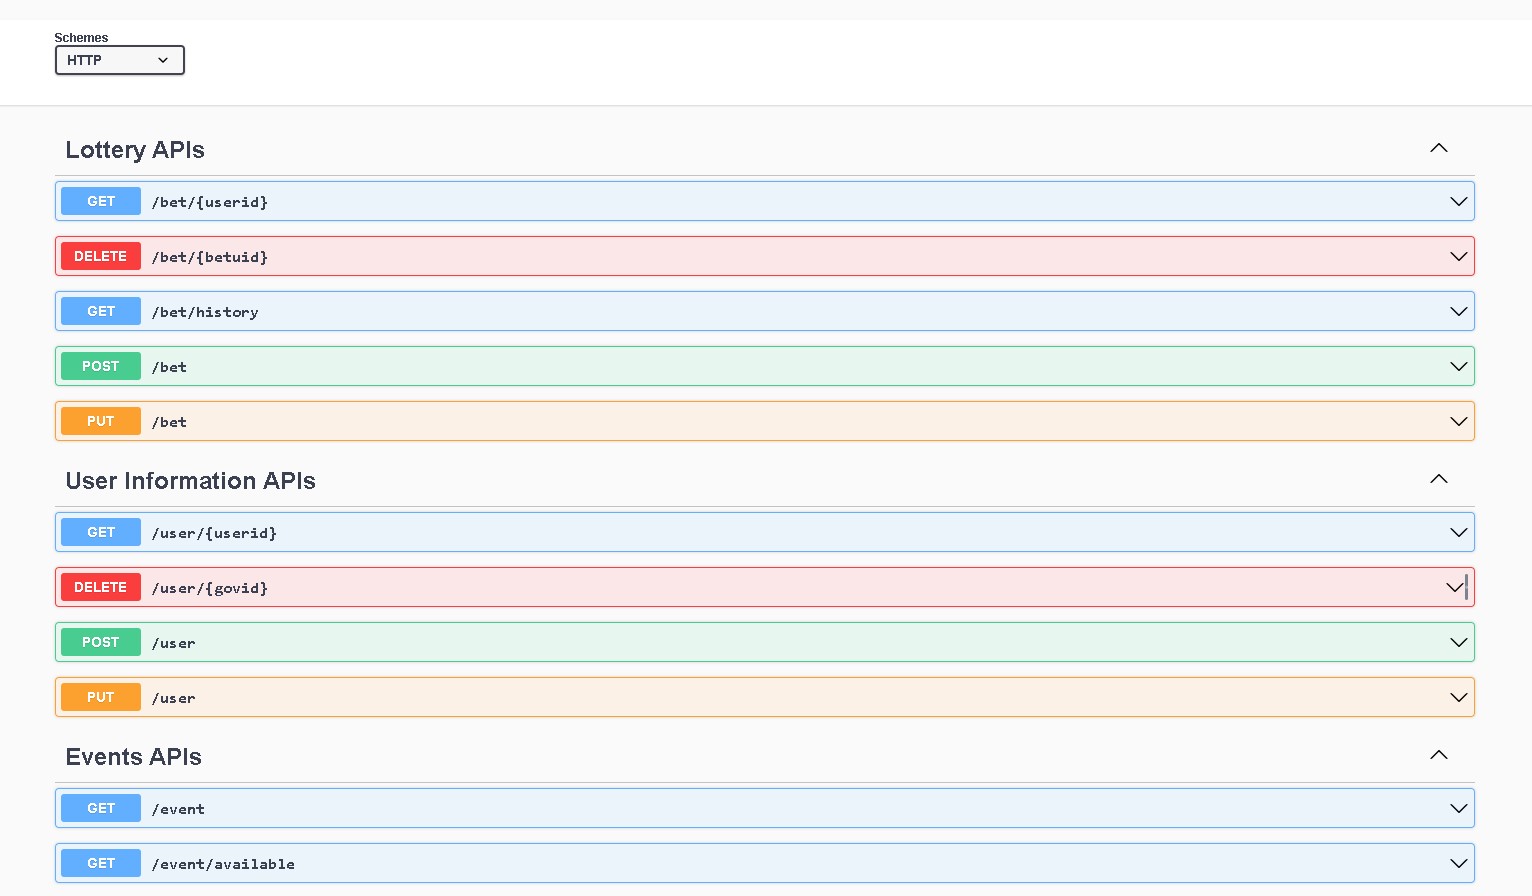 Schemes
HTTP
Lottery APIs
GET /bet/{userid}
DELETE /bet/{betuid}
GET /bet/history
POST /bet
PUT /bet
User Information APIs
GET /user/{userid}
DELETE /user/{govid}
POST /user
PUT /user
Events APIs
GET /event
GET /event/available